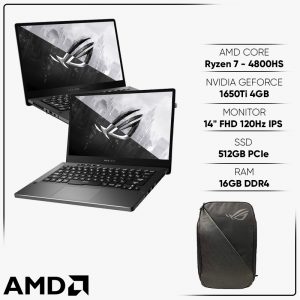 AMD CORE
Ryzen 7 - 4800HS
NVIDIA GEFORCE
1650Ti 4GB
MONITOR
14" FHD 120Hz IPS
SSD
512GB PCIe
RAM
16GB DDR4
AMD